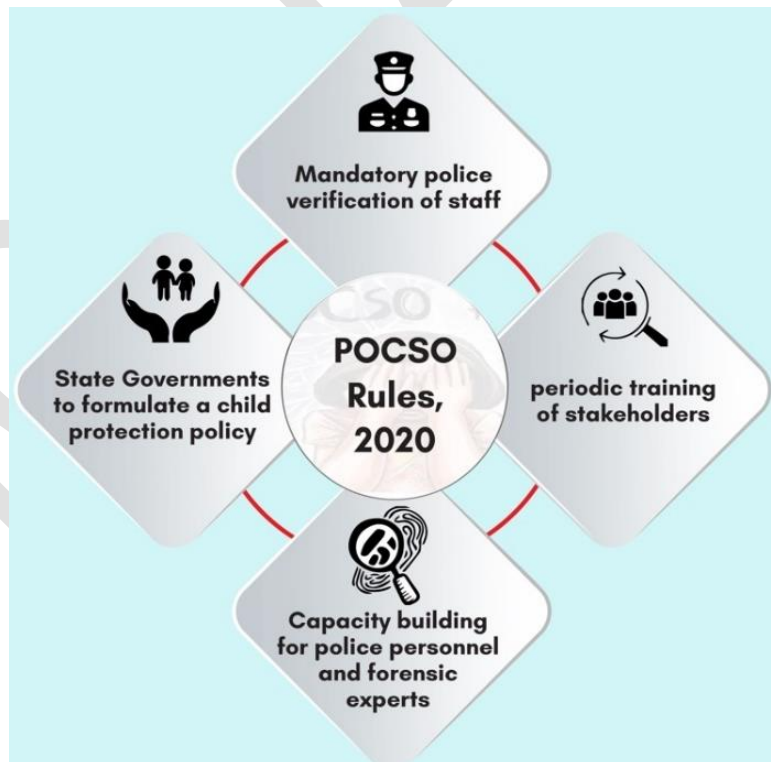 Mandatory police
verification of staff
State Governments
to formulate a child
protection policy
POCSO
Rules,
2020
periodic training
of stakeholders
Capacity building
for police personnel
and forensic
experts